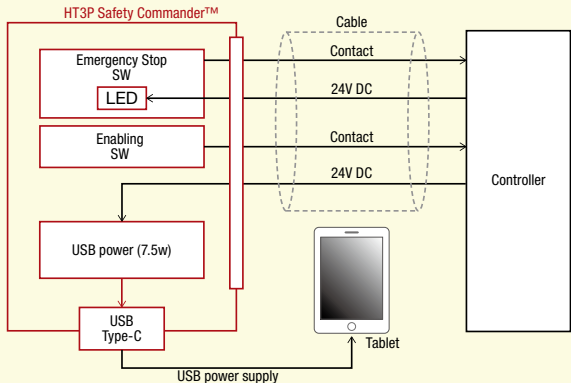 HT3P Safety Commander™
Cable
Emergency Stop
SW
LED
Contact
24V DC
Enabling
SW
Contact
24V DC
Controller
USB power (7.5w)
USB
Type-C
Tablet
USB power supply